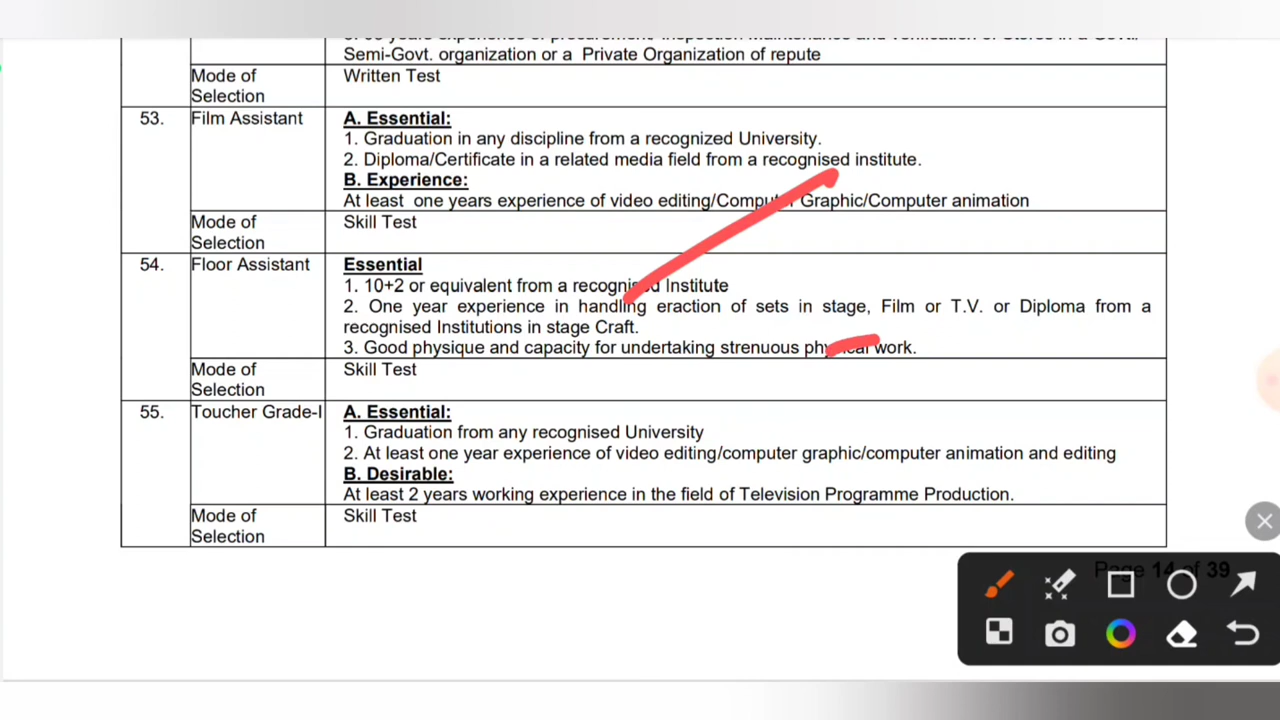 Semi-Govt. organization or a Private Organization of repute
Mode of Selection
Written Test
53.
Film Assistant
A. Essential:
1. Graduation in any discipline from a recognized University.
2. Diploma/Certificate in a related media field from a recognised institute.
B. Experience:
At least one years experience of video editing/Computer Graphic/Computer animation
Mode of Selection
Skill Test
54.
Floor Assistant
Essential
1. 10+2 or equivalent from a recognised Institute
2. One year experience in handling eraction of sets in stage, Film or T.V. or Diploma from a
recognised Institutions in stage Craft.
3. Good physique and capacity for undertaking strenuous physical work.
Mode of Selection
Skill Test
55.
Toucher Grade-I
A. Essential:
1. Graduation from any recognised University
2. At least one year experience of video editing/computer graphic/computer animation and editing
B. Desirable:
At least 2 years working experience in the field of Television Programme Production.
Mode of Selection
Skill Test
Page 14 of 39